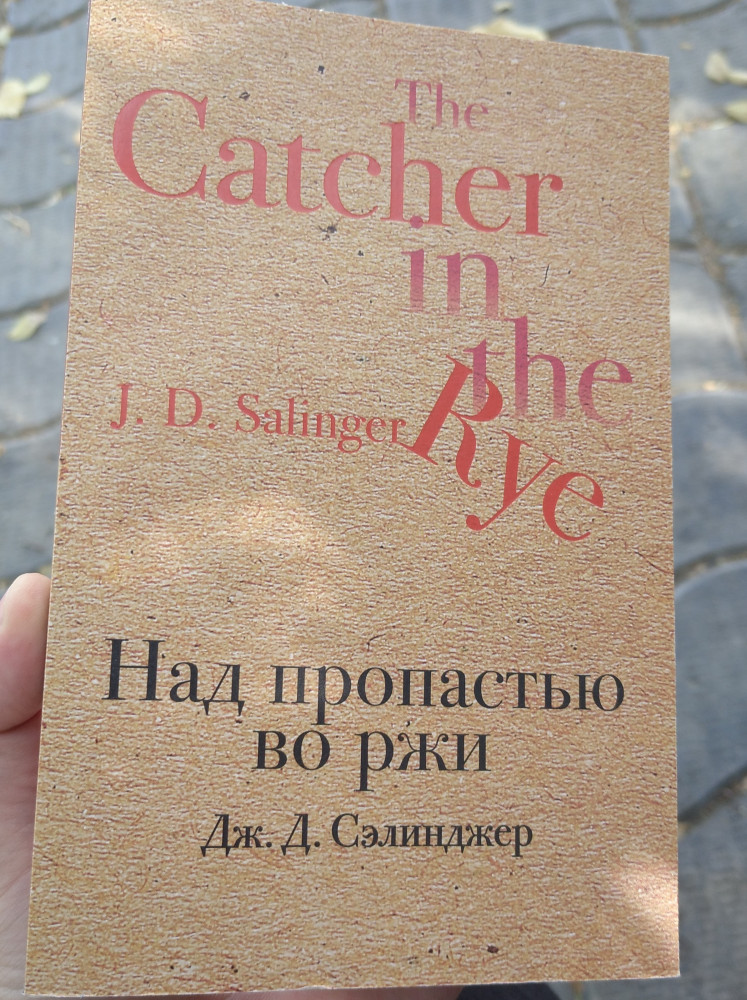 The
Catcher
in
the
Rye
J. D. Salinger
Над пропастью
во ржи
Дж. Д. Сэлинджер